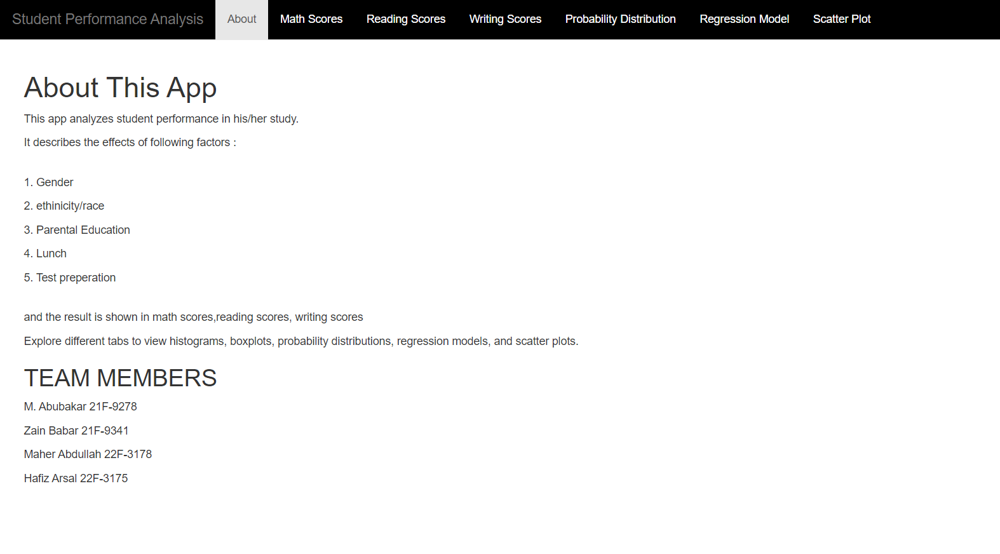 Student Performance Analysis About Math Scores Reading Scores Writing Scores Probability Distribution Regression Model Scatter Plot
About This App
This app analyzes student performance in his/her study.
It describes the effects of following factors :
1. Gender
2. ethinicity/race
3. Parental Education
4. Lunch
5. Test preperation
and the result is shown in math scores,reading scores, writing scores
Explore different tabs to view histograms, boxplots, probability distributions, regression models, and scatter plots.
TEAM MEMBERS
M. Abubakar 21F-9278
Zain Babar 21F-9341
Maher Abdullah 22F-3178
Hafiz Arsal 22F-3175